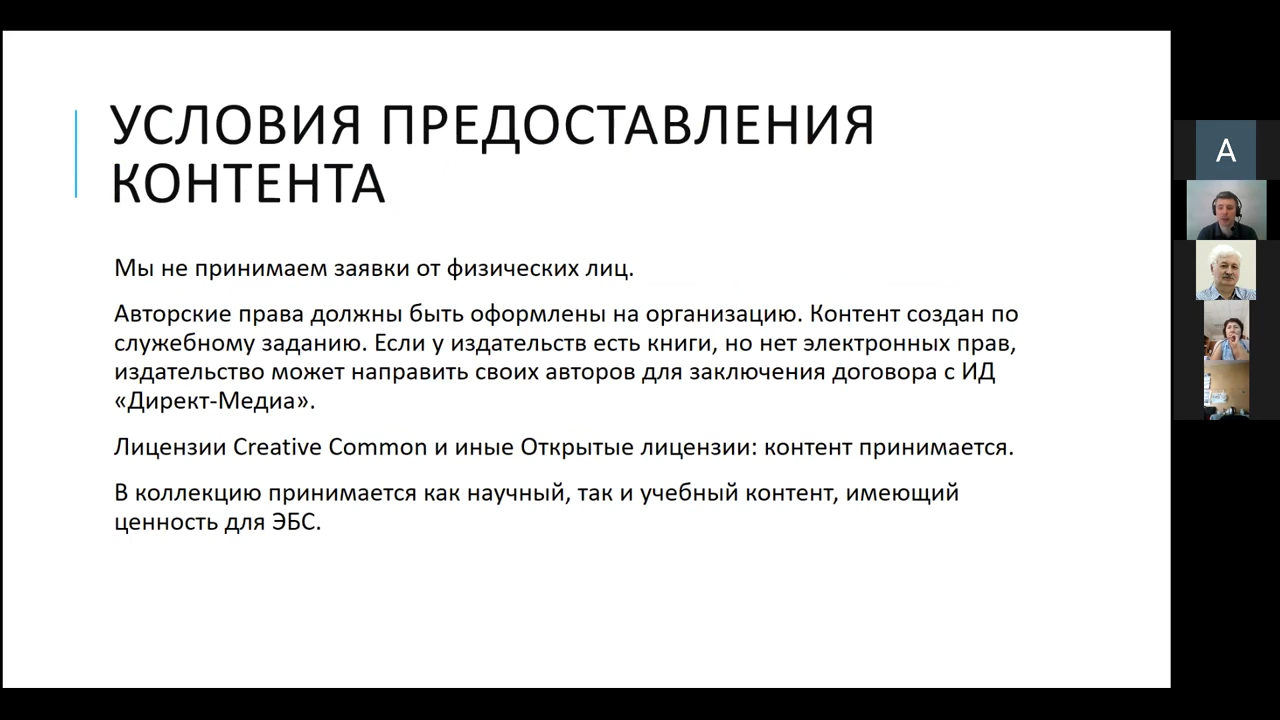 УСЛОВИЯ ПРЕДОСТАВЛЕНИЯ
КОНТЕНТА
Мы не принимаем заявки от физических лиц.
Авторские права должны быть оформлены на организацию. Контент создан по
служебному заданию. Если у издательств есть книги, но нет электронных прав,
издательство может направить своих авторов для заключения договора с ИД
«Директ-Медиа».
Лицензии Creative Common и иные Открытые лицензии: контент принимается.
В коллекцию принимается как научный, так и учебный контент, имеющий
ценность для ЭБС.
A